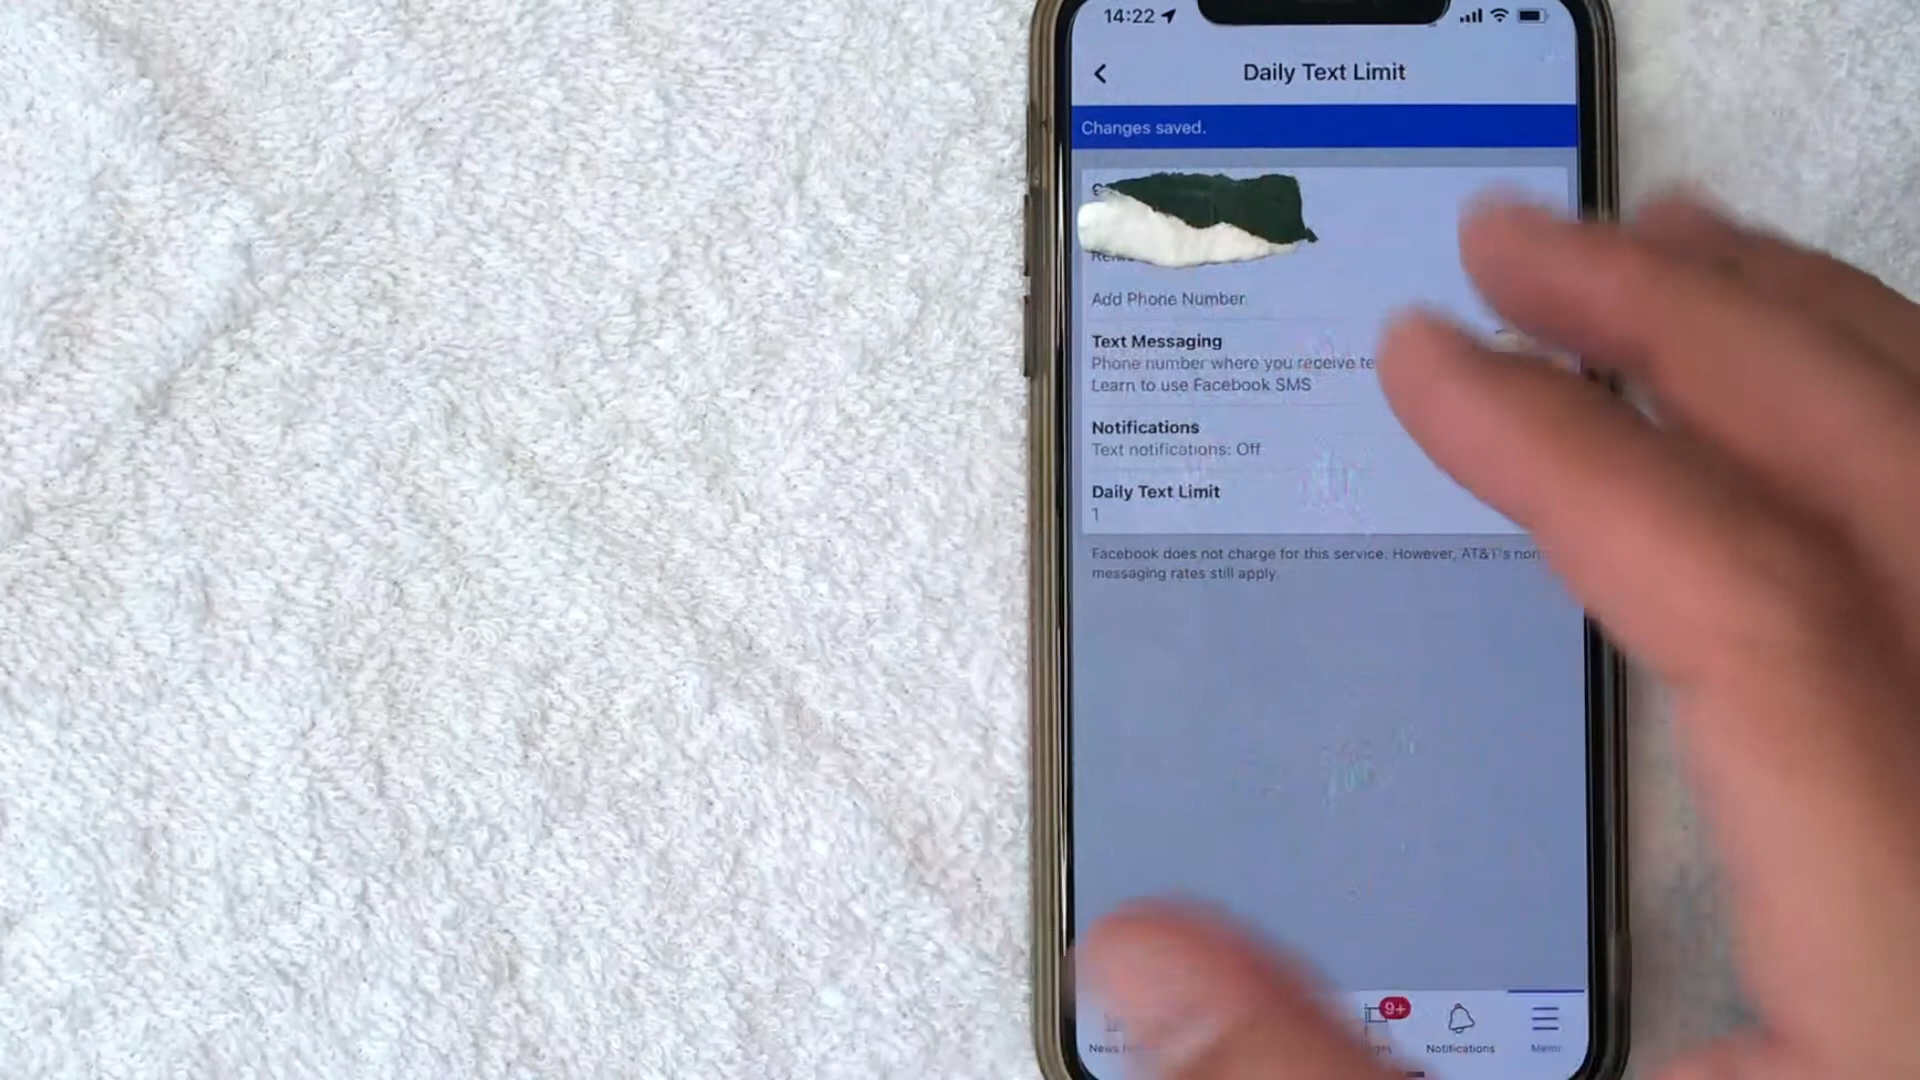 14:22
Daily Text Limit
Changes saved.
Add Phone Number
Text Messaging
Phone number where you receive
Learn to use Facebook SMS
Notifications
Text notifications: Off
Daily Text Limit
1
Facebook does not charge for this service. However, AT&T's
messaging rates still apply.
9+
News
Notifications
Menu